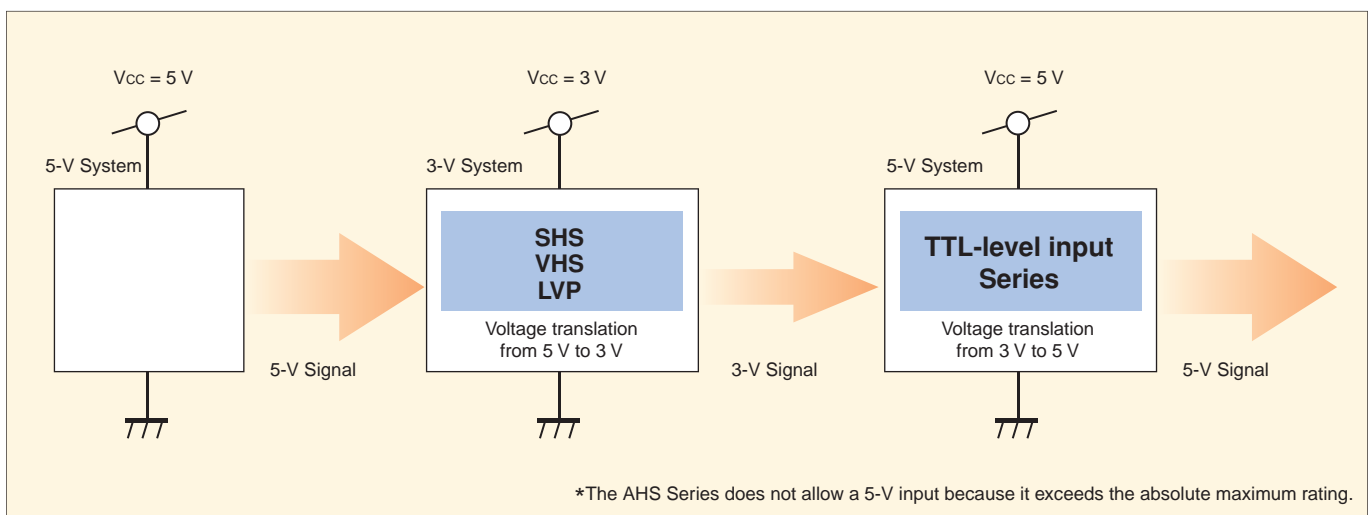 VCC = 5 V
VCC = 3 V
VCC = 5 V
5-V System
3-V System
5-V System
SHS
VHS
LVP
TTL-level input
Series
Voltage translation
from 5 V to 3 V
Voltage translation
from 3 V to 5 V
5-V Signal
3-V Signal
5-V Signal
*The AHS Series does not allow a 5-V input because it exceeds the absolute maximum rating.